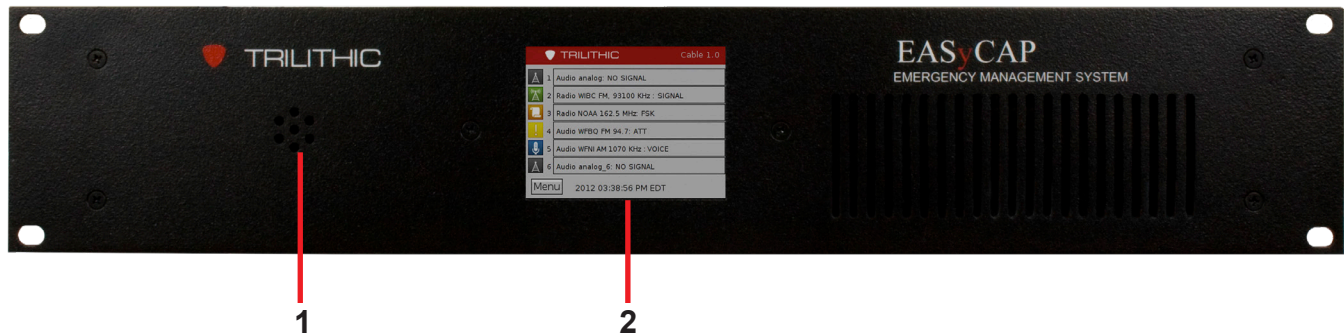 TRILITHIC
TRILITHIC Cable 1.0
1 Audio analog: NO SIGNAL
2 Radio WIBC FM, 93100 KHz : SIGNAL
3 Radio NOAA 162.5 MHz: FSK
4 Audio WFBQ FM 94.7: ATT
5 Audio WFNI AM 1070 KHz : VOICE
6 Audio analog_6: NO SIGNAL
Menu 2012 03:38:56 PM EDT
EASyCAP
EMERGENCY MANAGEMENT SYSTEM
1 2